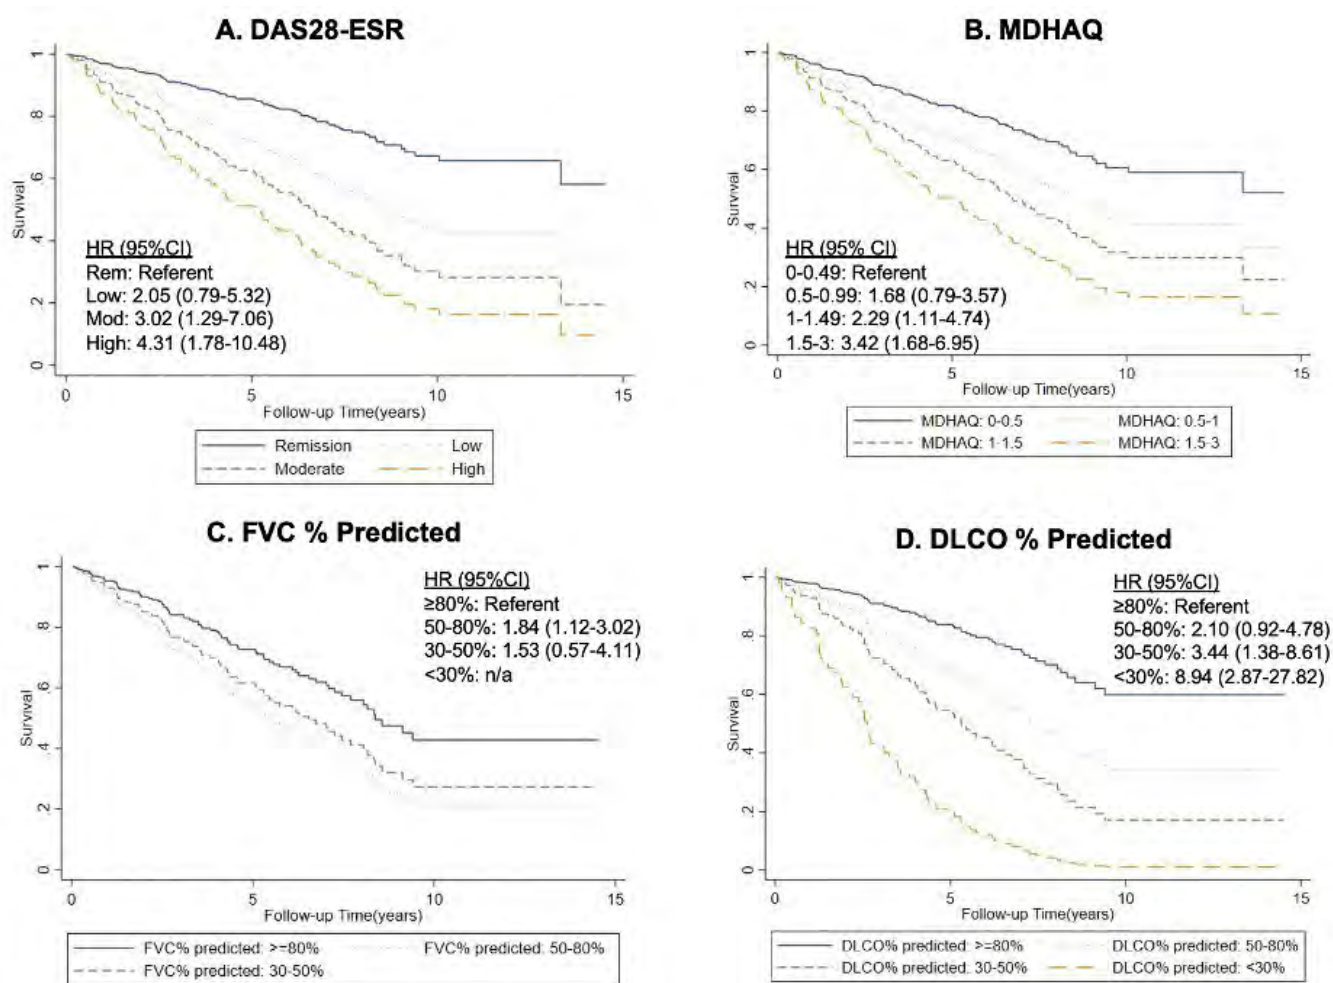 A. DAS28-ESR
1
.8
.6
.4
.2
0
Survival
HR (95%CI)
Rem: Referent
Low: 2.05 (0.79-5.32)
Mod: 3.02 (1.29-7.06)
High: 4.31 (1.78-10.48)
0 5 10 15
Follow-up Time(years)
Remission Low
Moderate High
B. MDHAQ
1
.8
.6
.4
.2
0
Survival
HR (95% CI)
0-0.49: Referent
0.5-0.99: 1.68 (0.79-3.57)
1-1.49: 2.29 (1.11-4.74)
1.5-3: 3.42 (1.68-6.95)
0 5 10 15
Follow-up Time(years)
MDHAQ: 0-0.5 MDHAQ: 0.5-1
MDHAQ: 1-1.5 MDHAQ: 1.5-3
C. FVC % Predicted
1
.8
.6
.4
.2
0
Survival
HR (95%CI)
≥80%: Referent
50-80%: 1.84 (1.12-3.02)
30-50%: 1.53 (0.57-4.11)
<30%: n/a
0 5 10 15
Follow-up Time(years)
FVC% predicted: >=80% FVC% predicted: 50-80%
FVC% predicted: 30-50%
D. DLCO % Predicted
1
.8
.6
.4
.2
0
Survival
HR (95%CI)
≥80%: Referent
50-80%: 2.10 (0.92-4.78)
30-50%: 3.44 (1.38-8.61)
<30%: 8.94 (2.87-27.82)
0 5 10 15
Follow-up Time(years)
DLCO% predicted: >=80% DLCO% predicted: 50-80%
DLCO% predicted: 30-50% DLCO% predicted: <30%